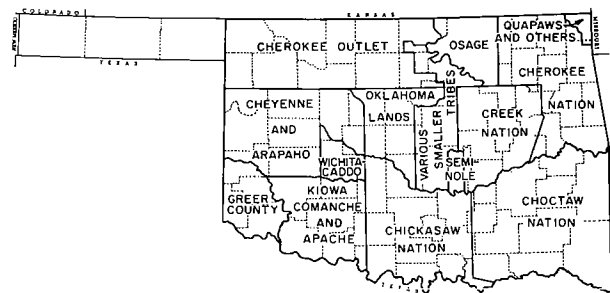 COLORADO
KANSAS
NEW MEXICO
TEXAS
MISSOURI
QUAPAWS
AND OTHERS
CHEROKEE OUTLET
OSAGE
CHEROKEE
NATION
OKLAHOMA
LANDS
CHEYENNE
AND
ARAPAHO
VARIOUS
SMALLER
TRIBES
CREEK
NATION
WICHITA-
CADDO
SEMI-
NOLE
GREER
COUNTY
KIOWA
COMANCHE
AND
APACHE
CHICKASAW
NATION
CHOCTAW
NATION
TEXAS